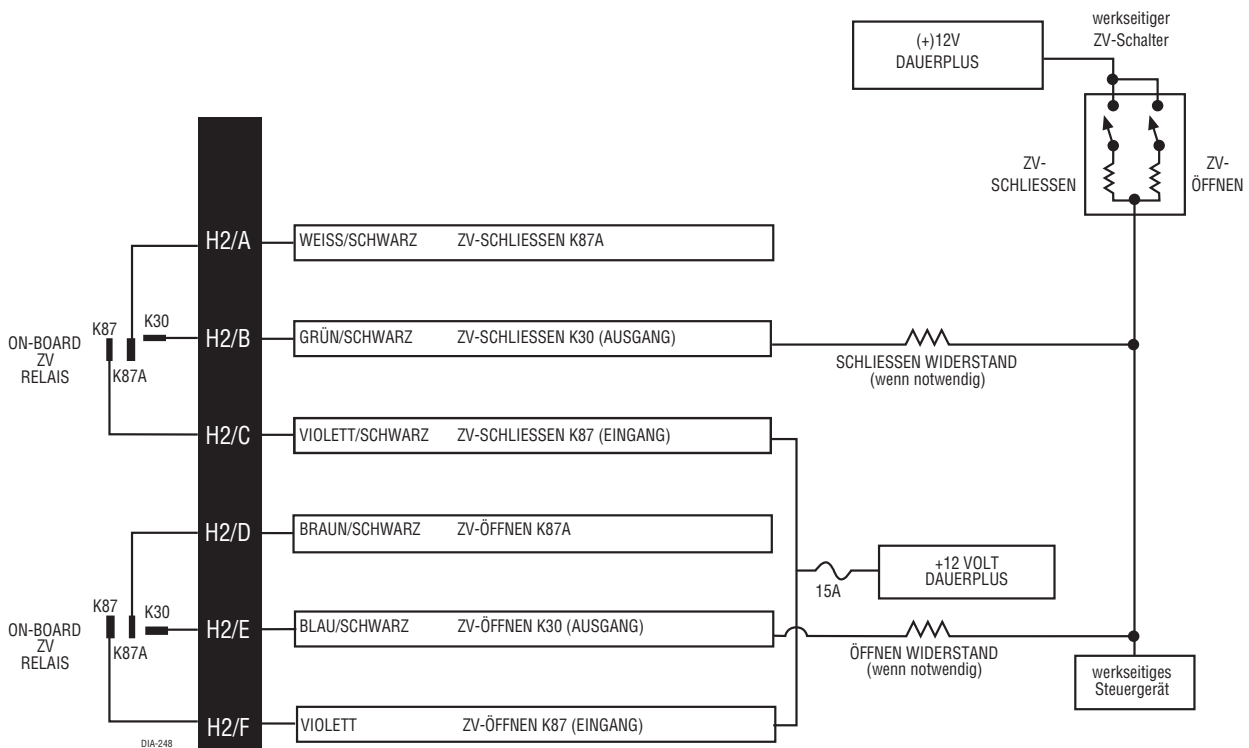 werkseitiger
ZV-Schalter
(+)12V
DAUERPLUS
ZV-
SCHLIESSEN
ZV-
ÖFFNEN
H2/A
WEISS/SCHWARZ ZV-SCHLIESSEN K87A
K87
K30
K87A
ON-BOARD
ZV
RELAIS
H2/B
GRÜN/SCHWARZ ZV-SCHLIESSEN K30 (AUSGANG)
SCHLIESSEN WIDERSTAND
(wenn notwendig)
H2/C
VIOLETT/SCHWARZ ZV-SCHLIESSEN K87 (EINGANG)
H2/D
BRAUN/SCHWARZ ZV-ÖFFNEN K87A
15A
+12 VOLT
DAUERPLUS
K87
K30
K87A
ON-BOARD
ZV
RELAIS
H2/E
BLAU/SCHWARZ ZV-ÖFFNEN K30 (AUSGANG)
ÖFFNEN WIDERSTAND
(wenn notwendig)
werkseitiges
Steuergerät
H2/F
VIOLETT ZV-ÖFFNEN K87 (EINGANG)
DIA-248